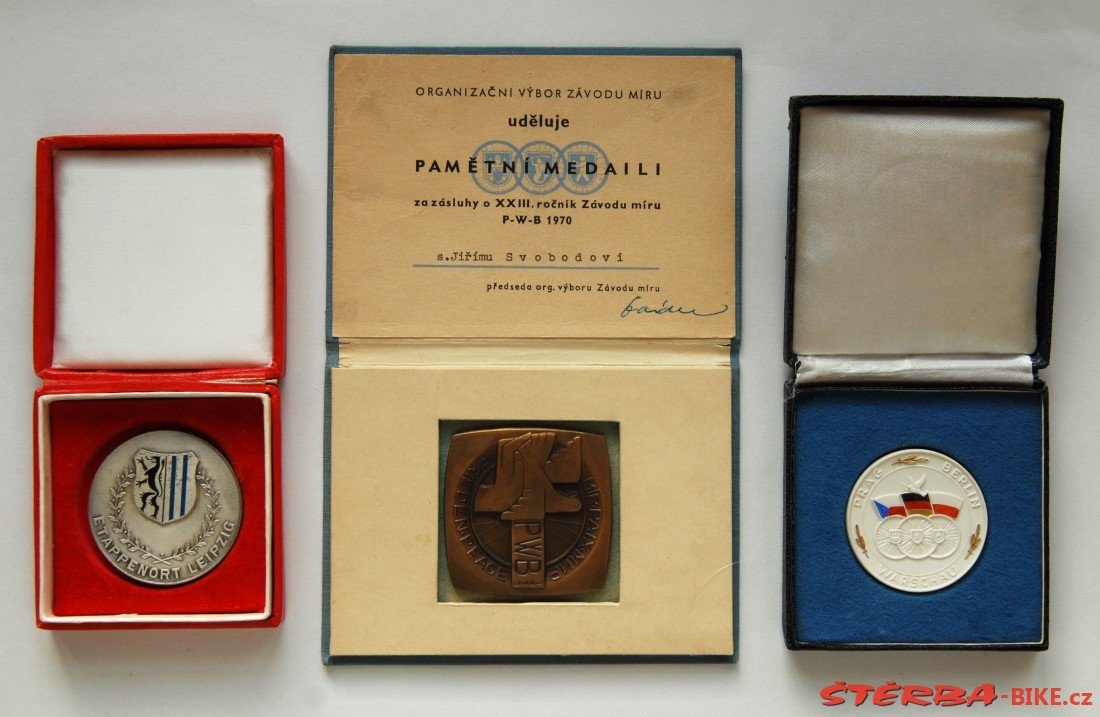 ETAPPENORT LEIPZIG
ORGANIZAČNÍ VÝBOR ZÁVODU MÍRU
uděluje
PAMĚTNÍ MEDAILI
za zásluhy o XXIII. ročník Závodu míru
P-W-B 1970
s.Jiřímu Svobodovi
předseda org. výboru Závodu míru
PWB
PRAG BERLIN
WARSCHAU
ŠTĚRBA-BIKE.cz